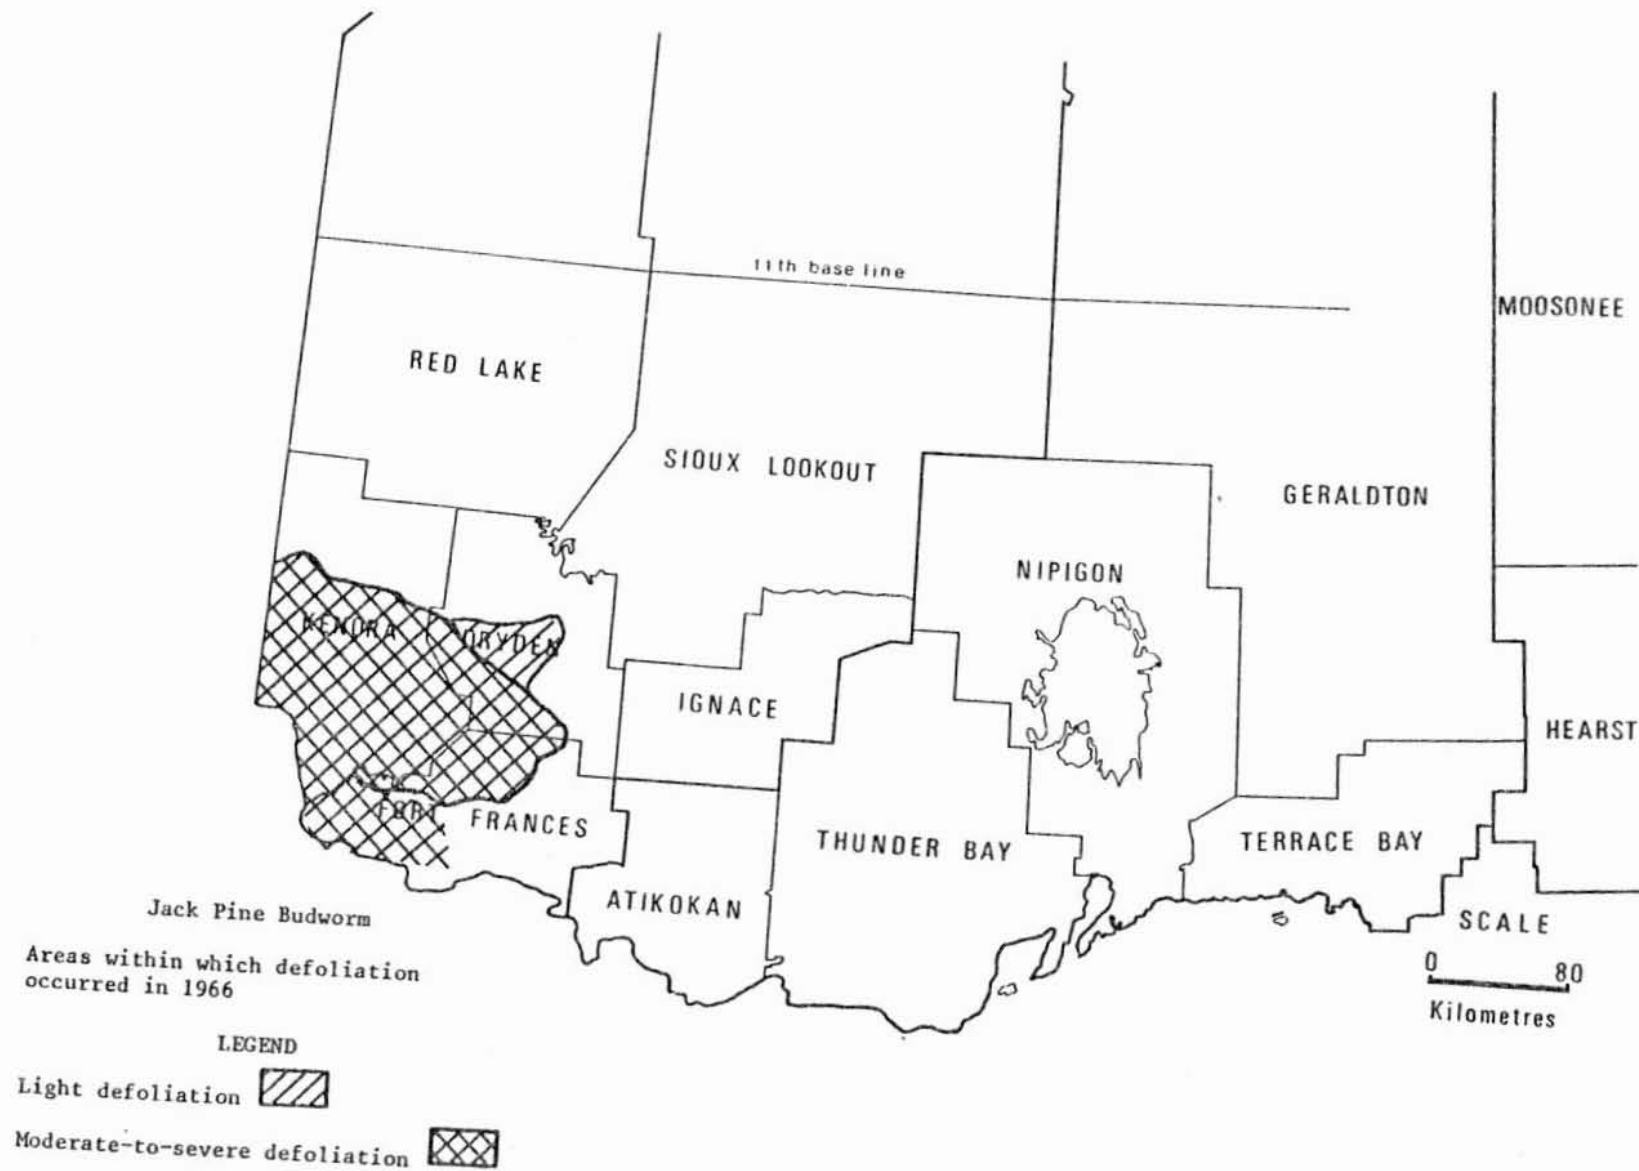 11th base line
MOOSONEE
RED LAKE
SIOUX LOOKOUT
GERALDTON
NIPIGON
KENORA
DRYDEN
IGNACE
HEARST
FORT FRANCES
THUNDER BAY
TERRACE BAY
ATIKOKAN
SCALE
0 80
Kilometres
Jack Pine Budworm
Areas within which defoliation
occurred in 1966
LEGEND
Light defoliation
Moderate-to-severe defoliation